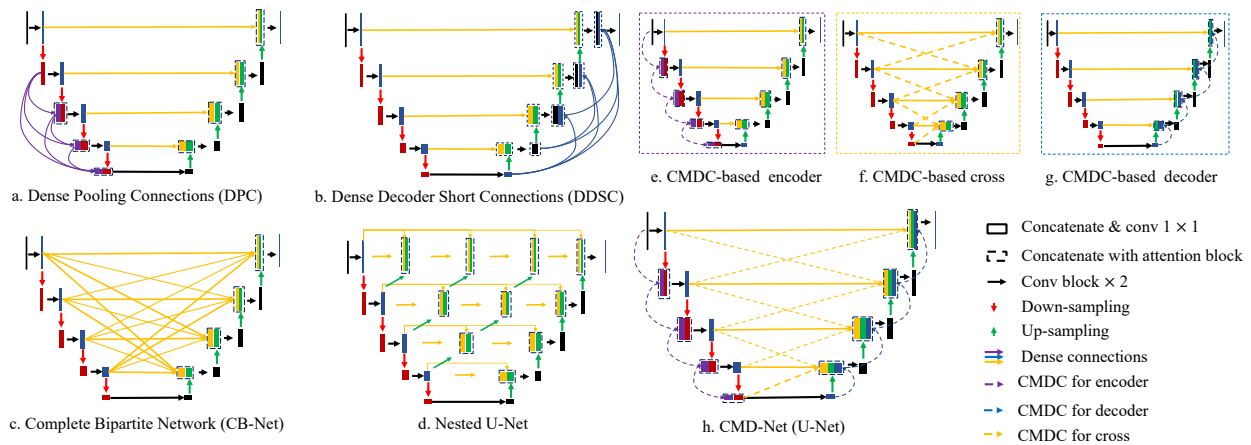 a. Dense Pooling Connections (DPC)
b. Dense Decoder Short Connections (DDSC)
e. CMDC-based encoder
f. CMDC-based cross
g. CMDC-based decoder
c. Complete Bipartite Network (CB-Net)
d. Nested U-Net
h. CMD-Net (U-Net)
Concatenate & conv 1 × 1
Concatenate with attention block
Conv block × 2
Down-sampling
Up-sampling
Dense connections
CMDC for encoder
CMDC for decoder
CMDC for cross